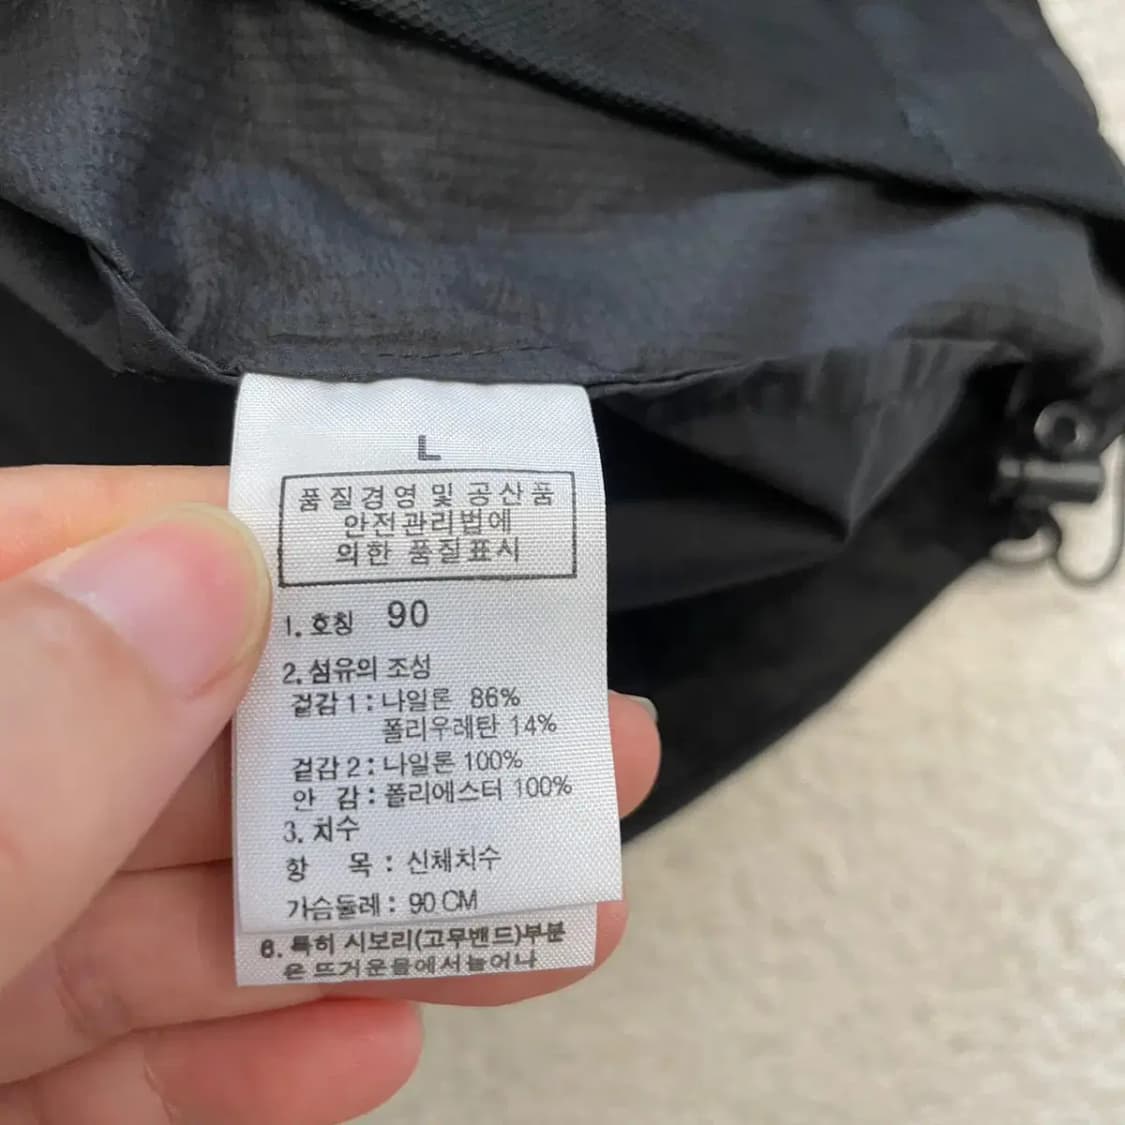 L
품질경영 및 공산품
안전관리법에
의한 품질표시
1. 호칭 90
2. 섬유의 조성
겉감 1 : 나일론 86%
폴리우레탄 14%
겉감 2 : 나일론 100%
안 감 : 폴리에스터 100%
3. 치수
항 목 : 신체치수
가슴둘레 : 90 CM
6. 특히 시보리(고무밴드)부분
은 뜨거운물에서늘어나